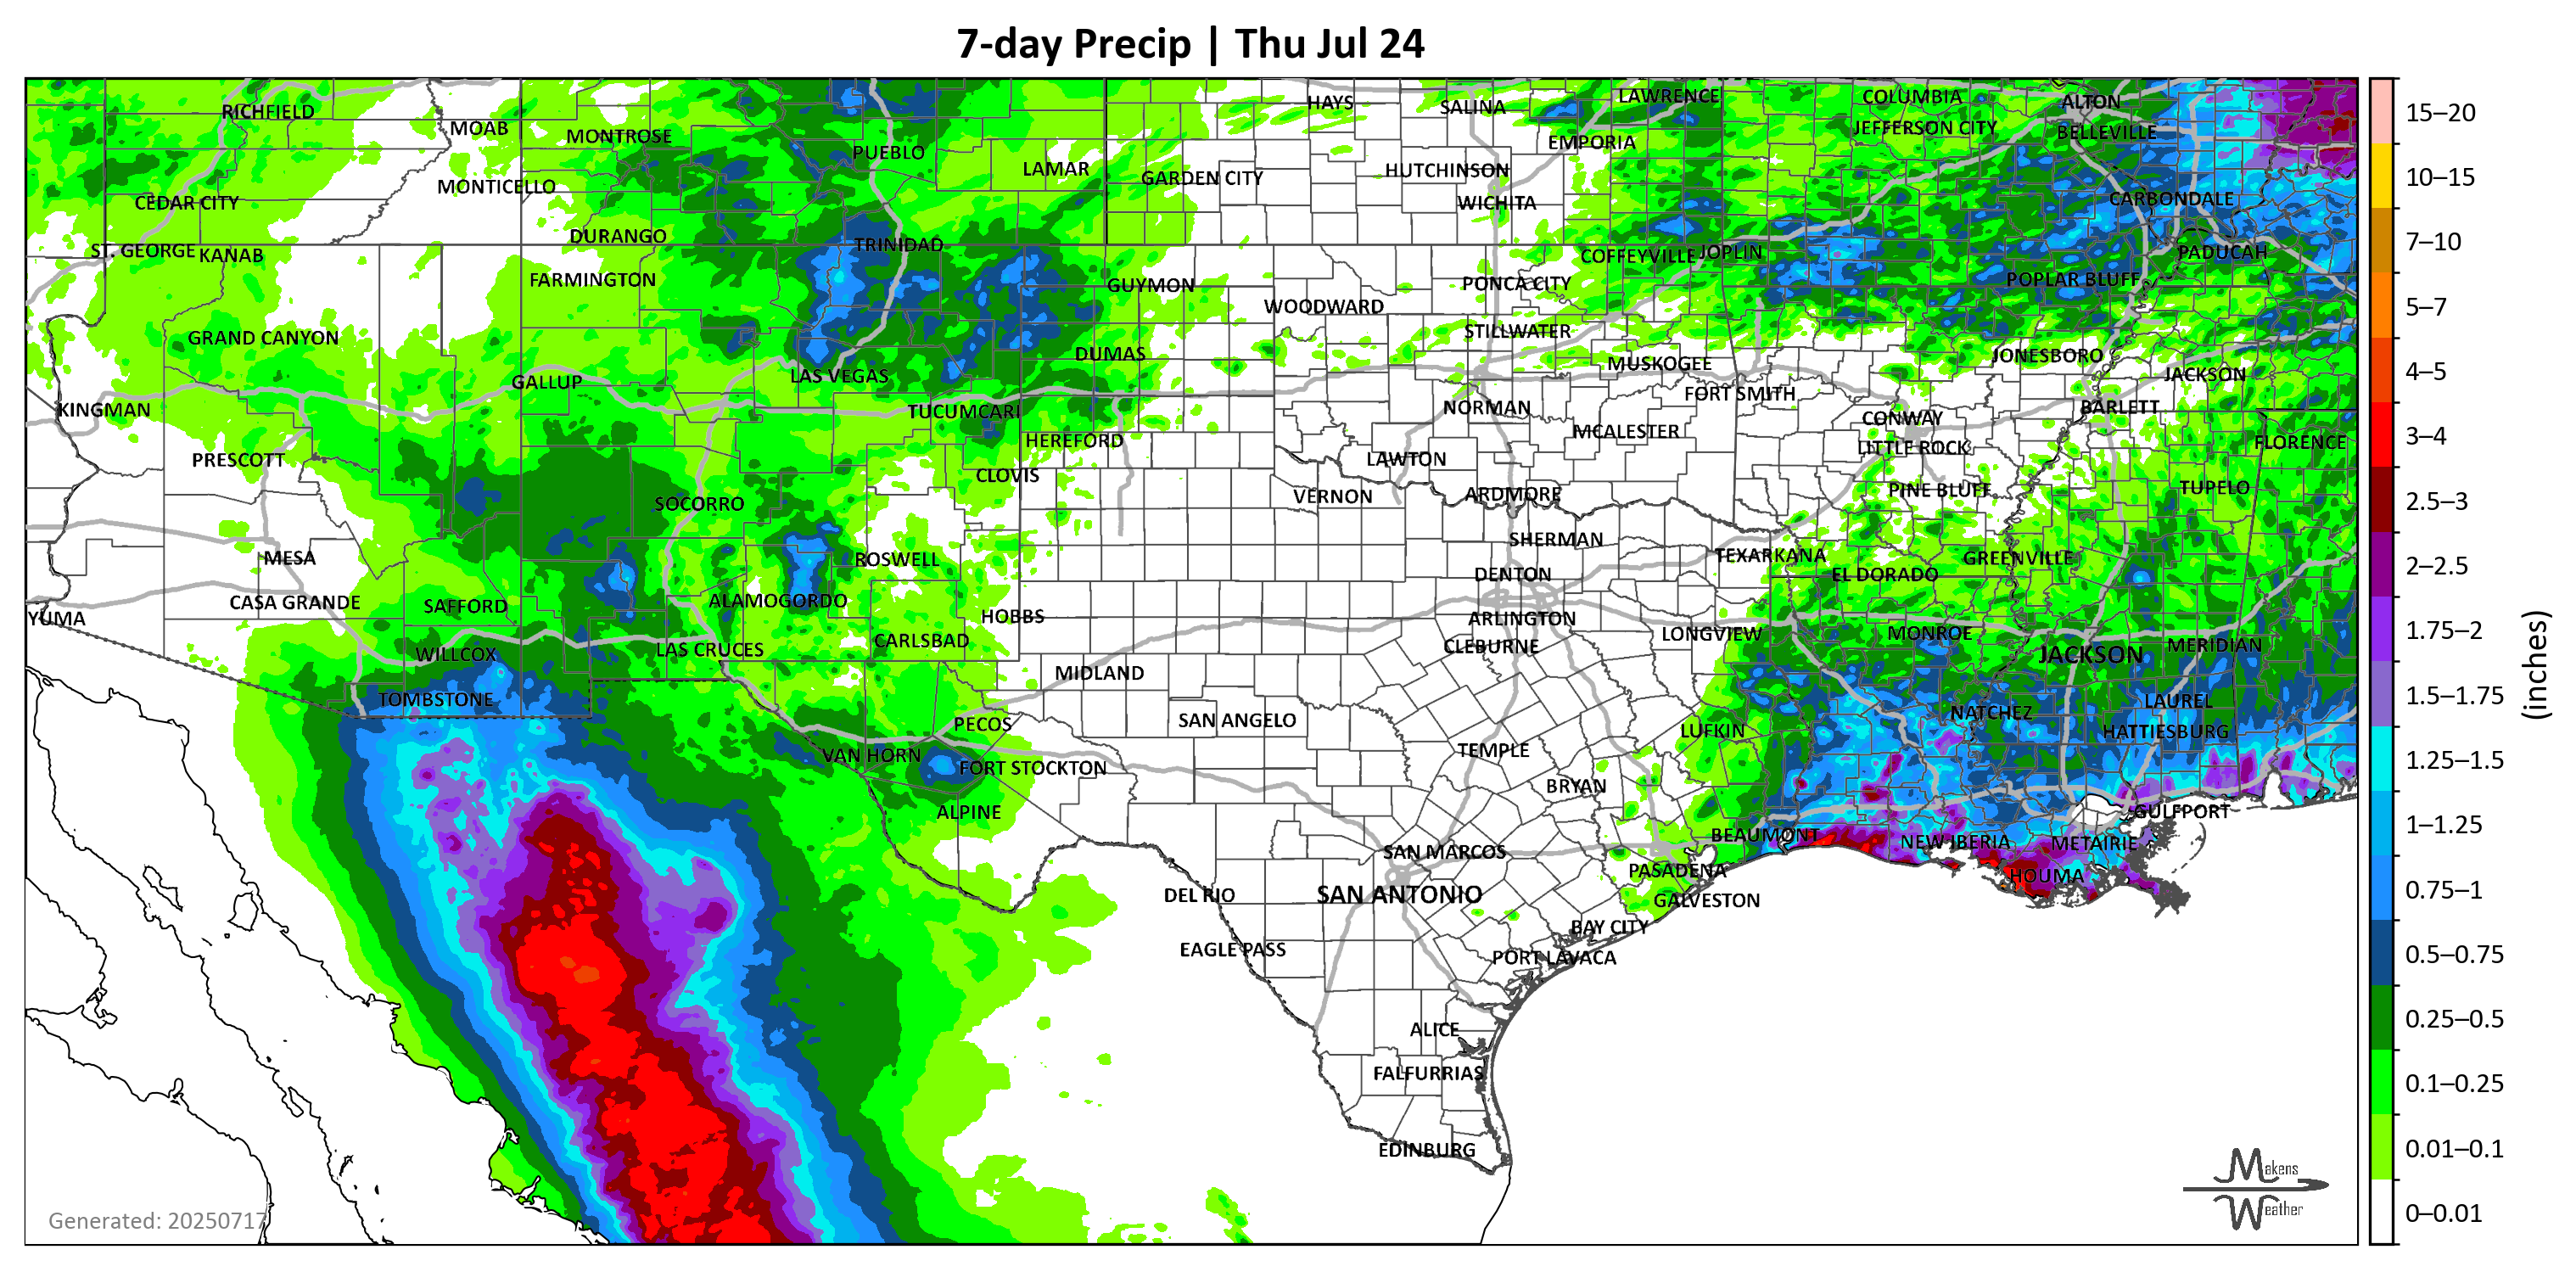 7-day Precip | Thu Jul 24
RICHFIELD
MOAB
MONTROSE
PUEBLO
LAMAR
HAYS
SALINA
LAWRENCE
COLUMBIA
ALTON
JEFFERSON CITY
BELLEVILLE
EMPORIA
GARDEN CITY
HUTCHINSON
MONTICELLO
CEDAR CITY
WICHITA
CARBONDALE
DURANGO
TRINIDAD
ST. GEORGE
KANAB
COFFEYVILLE
JOPLIN
PADUCAH
FARMINGTON
GUYMON
PONCA CITY
POPLAR BLUFF
WOODWARD
GRAND CANYON
STILLWATER
DUMAS
JONESBORO
MUSKOGEE
GALLUP
LAS VEGAS
JACKSON
FORT SMITH
KINGMAN
TUCUMCARI
NORMAN
BARLETT
CONWAY
HEREFORD
MCALESTER
LITTLE ROCK
FLORENCE
PRESCOTT
LAWTON
CLOVIS
SOCORRO
VERNON
ARDMORE
PINE BLUFF
TUPELO
SHERMAN
MESA
ROSWELL
TEXARKANA
GREENVILLE
DENTON
EL DORADO
CASA GRANDE
SAFFORD
ALAMOGORDO
YUMA
HOBBS
ARLINGTON
LONGVIEW
MONROE
CARLSBAD
CLEBURNE
MERIDIAN
WILLCOX
LAS CRUCES
JACKSON
MIDLAND
TOMBSTONE
LAUREL
PECOS
SAN ANGELO
NATCHEZ
LUFKIN
HATTIESBURG
VAN HORN
TEMPLE
FORT STOCKTON
BRYAN
ALPINE
GULFPORT
BEAUMONT
NEW IBERIA
METAIRIE
SAN MARCOS
PASADENA
HOUMA
DEL RIO
SAN ANTONIO
GALVESTON
BAY CITY
EAGLE PASS
PORT LAVACA
ALICE
FALFURRIAS
EDINBURG
Generated: 20250717
Makens
Weather
15–20
10–15
7–10
5–7
4–5
3–4
2.5–3
2–2.5
1.75–2
1.5–1.75
1.25–1.5
1–1.25
0.75–1
0.5–0.75
0.25–0.5
0.1–0.25
0.01–0.1
0–0.01
(inches)